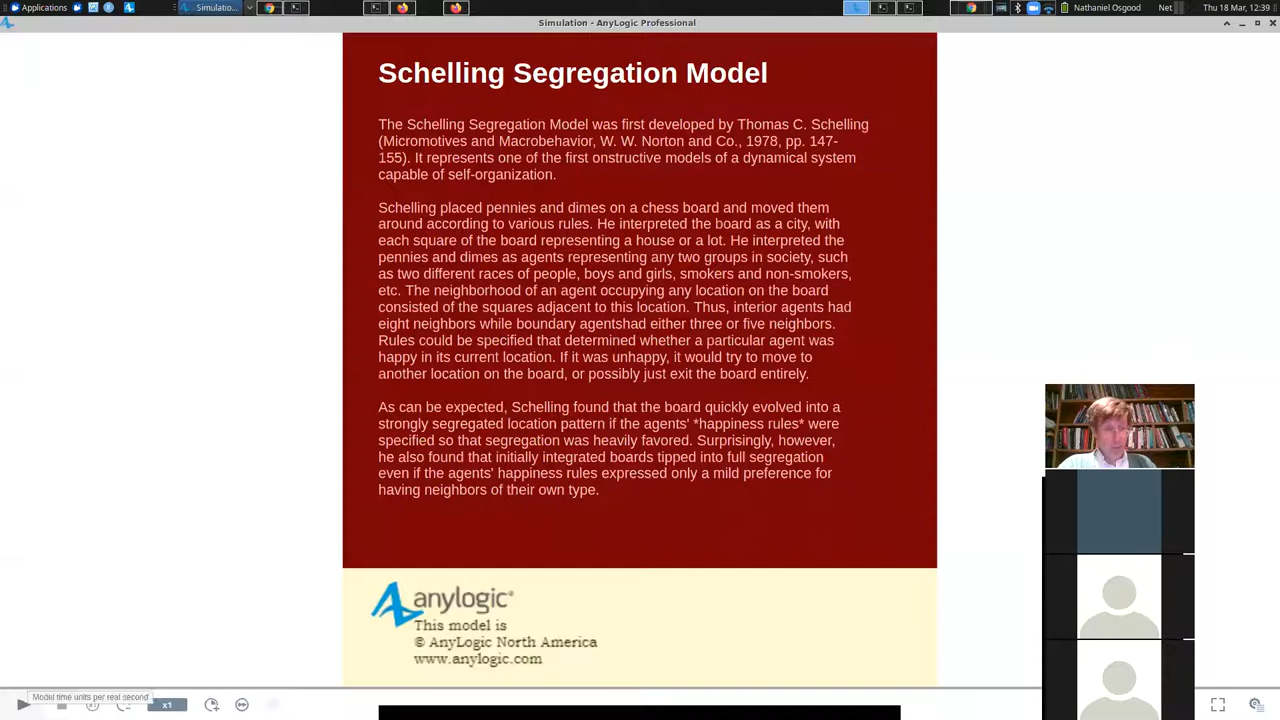 Applications
Simulatio...
Nathaniel Osgood
Net
Thu 18 Mar, 12:39
Simulation - AnyLogic Professional
Schelling Segregation Model
The Schelling Segregation Model was first developed by Thomas C. Schelling
(Micromotives and Macrobehavior, W. W. Norton and Co., 1978, pp. 147-
155). It represents one of the first onstructive models of a dynamical system
capable of self-organization.
Schelling placed pennies and dimes on a chess board and moved them
around according to various rules. He interpreted the board as a city, with
each square of the board representing a house or a lot. He interpreted the
pennies and dimes as agents representing any two groups in society, such
as two different races of people, boys and girls, smokers and non-smokers,
etc. The neighborhood of an agent occupying any location on the board
consisted of the squares adjacent to this location. Thus, interior agents had
eight neighbors while boundary agentshad either three or five neighbors.
Rules could be specified that determined whether a particular agent was
happy in its current location. If it was unhappy, it would try to move to
another location on the board, or possibly just exit the board entirely.
As can be expected, Schelling found that the board quickly evolved into a
strongly segregated location pattern if the agents' *happiness rules* were
specified so that segregation was heavily favored. Surprisingly, however,
he also found that initially integrated boards tipped into full segregation
even if the agents' happiness rules expressed only a mild preference for
having neighbors of their own type.
anylogic®
This model is
© AnyLogic North America
www.anylogic.com
Model time units per real second
x1